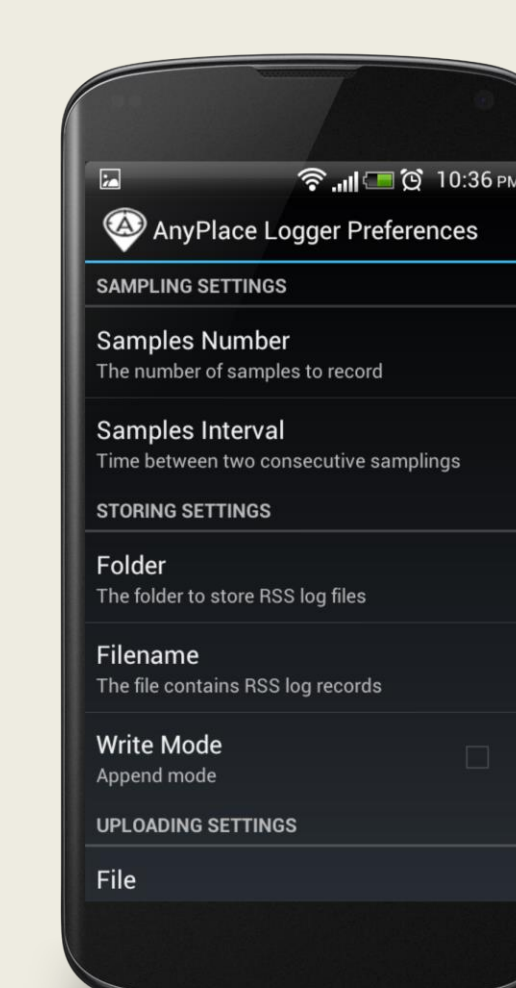 10:36 PM
A AnyPlace Logger Preferences
SAMPLING SETTINGS
Samples Number
The number of samples to record
Samples Interval
Time between two consecutive samplings
STORING SETTINGS
Folder
The folder to store RSS log files
Filename
The file contains RSS log records
Write Mode
Append mode
UPLOADING SETTINGS
File